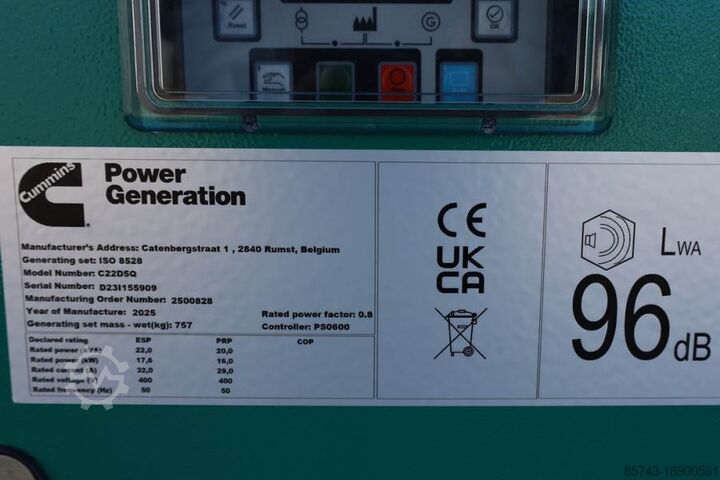 Reset
G
OK
Cummins
Power
Generation
Manufacturer's Address: Catenbergstraat 1 , 2840 Rumst, Belgium
Generating set: ISO 8528
Model Number: C22D5Q
Serial Number: D23I155909
Manufacturing Order Number: 2500828
Year of Manufacture: 2025
Rated power factor: 0.8
Generating set mass - wet(kg): 757
Controller: PS0600
Declared rating ESP PRP COP
Rated power (kVA) 22,0 20,0
Rated power (kW) 17,6 16,0
Rated current (A) 32,0 29,0
Rated voltage (V) 400 400
Rated frequency (Hz) 50 50
CE
UK
CA
LWA
96 dB
85743-18900561